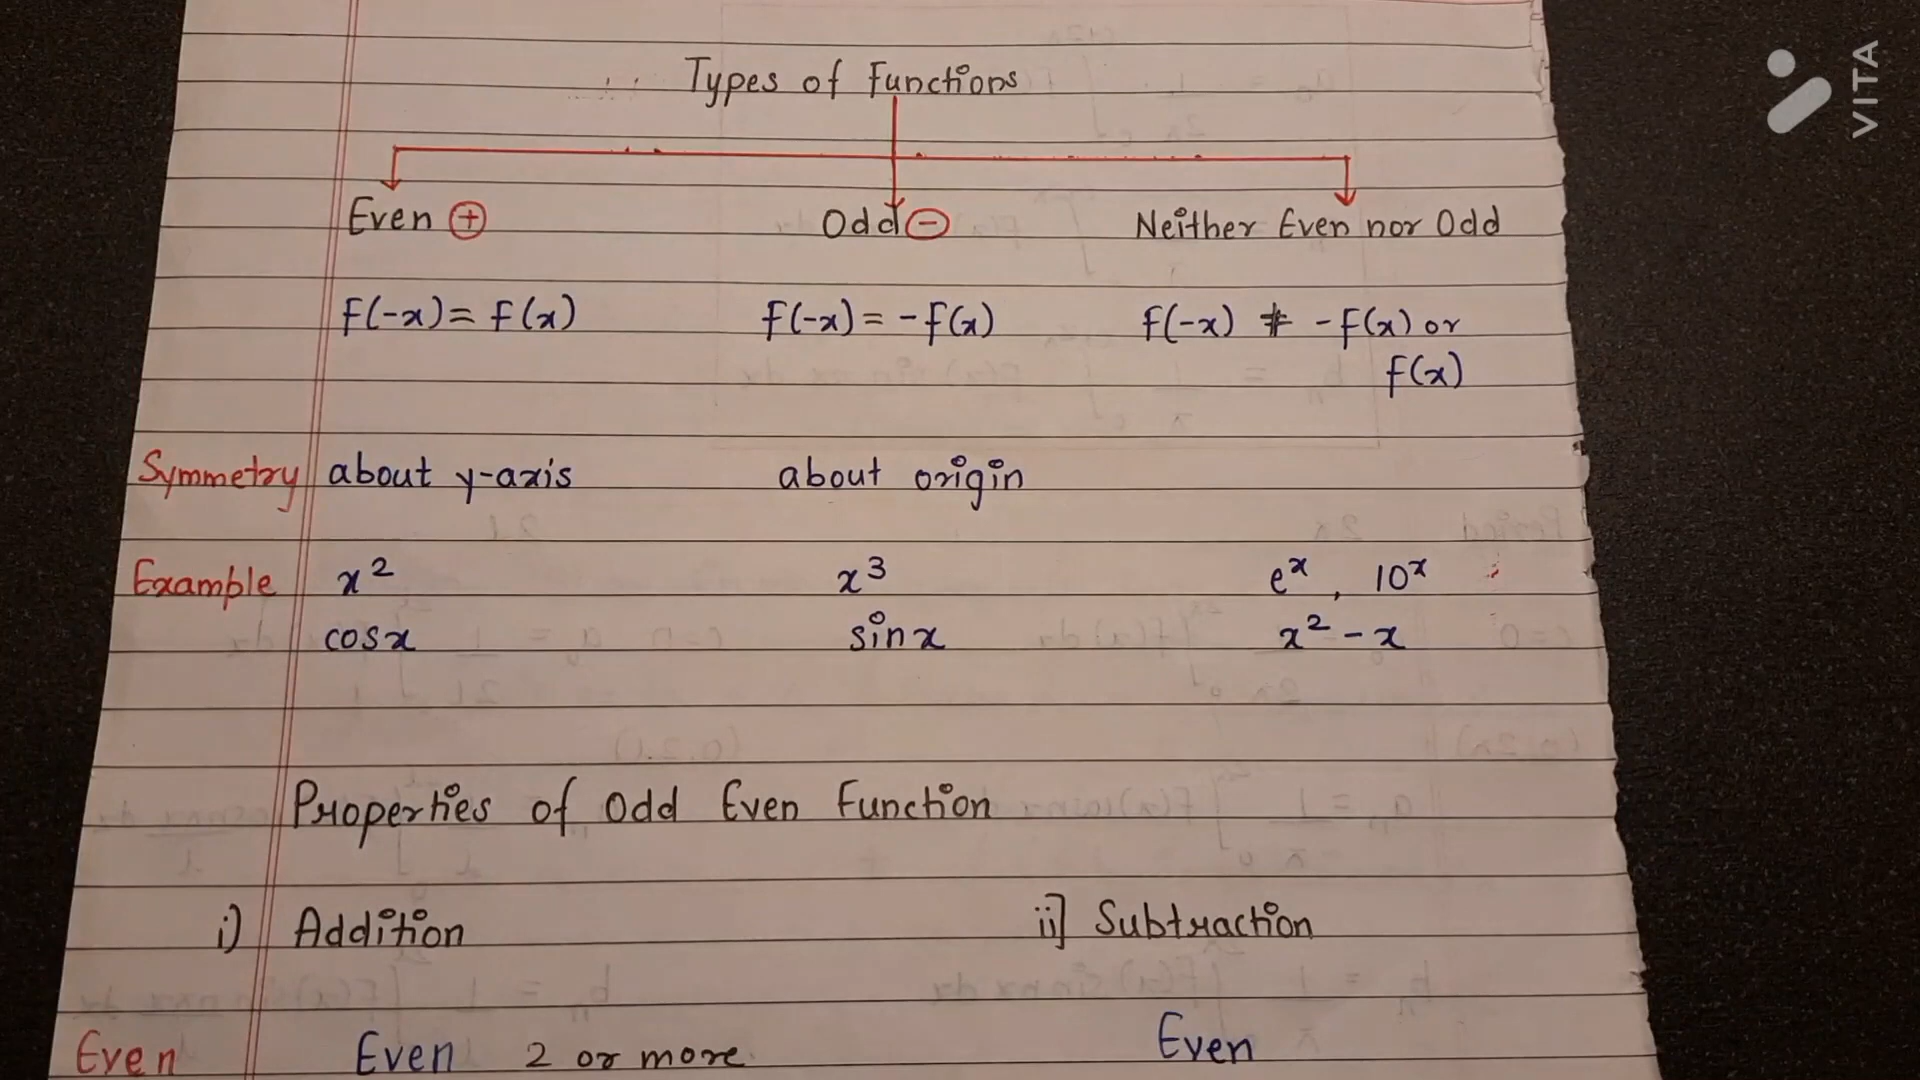 Types of Functions
Even + Odd - Neither Even nor Odd
F(-x) = F(x) F(-x) = -F(x) F(-x) ≠ -F(x) or
F(x)
Symmetry about y-axis about origin
Example x² x³ eˣ, 10ˣ
cosx sinx x² - x
Properties of Odd Even Function
i) Addition ii] Subtraction
Even Even 2 or more Even
VITA